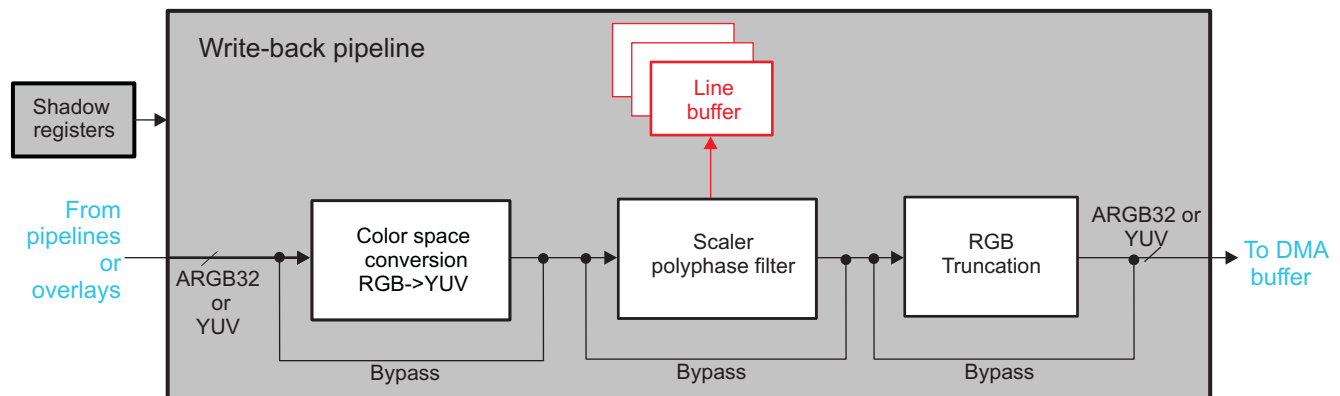 Write-back pipeline
Line
buffer
Shadow
registers
From
pipelines
or
overlays
ARGB32
or
YUV
Color space
conversion
RGB->YUV
Bypass
Scaler
polyphase filter
Bypass
RGB
Truncation
Bypass
ARGB32 or
YUV
To DMA
buffer